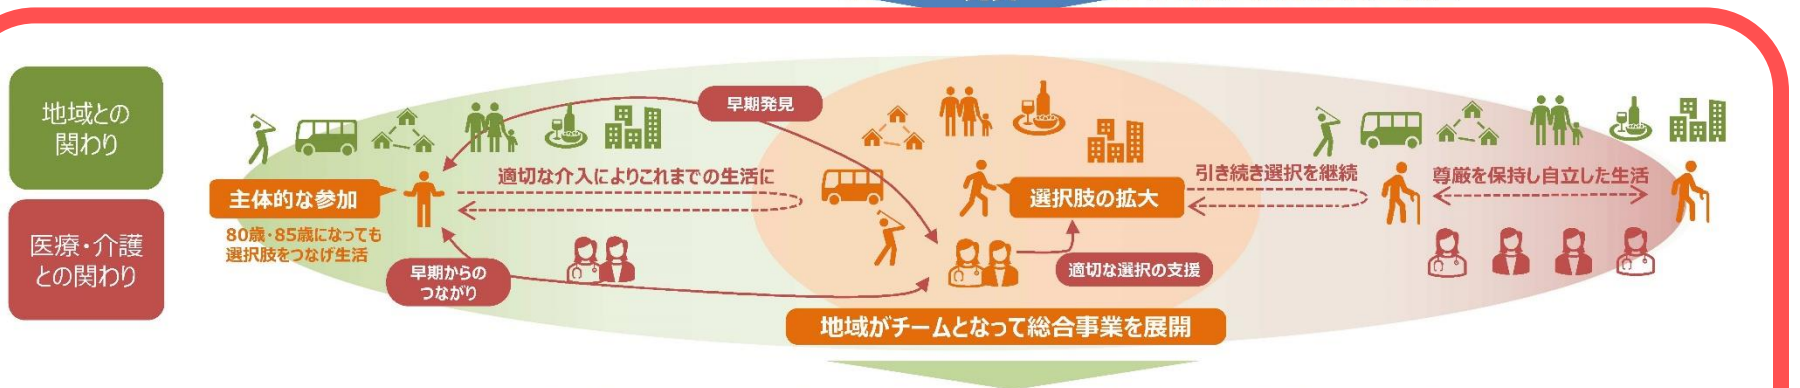 地域との
関わり
医療・介護
との関わり
早期発見
主体的な参加
80歳・85歳になっても
選択肢をつなげ生活
適切な介入によりこれまでの生活に
早期からの
つながり
選択肢の拡大
適切な選択の支援
引き続き選択を継続
尊厳を保持し自立した生活
地域がチームとなって総合事業を展開